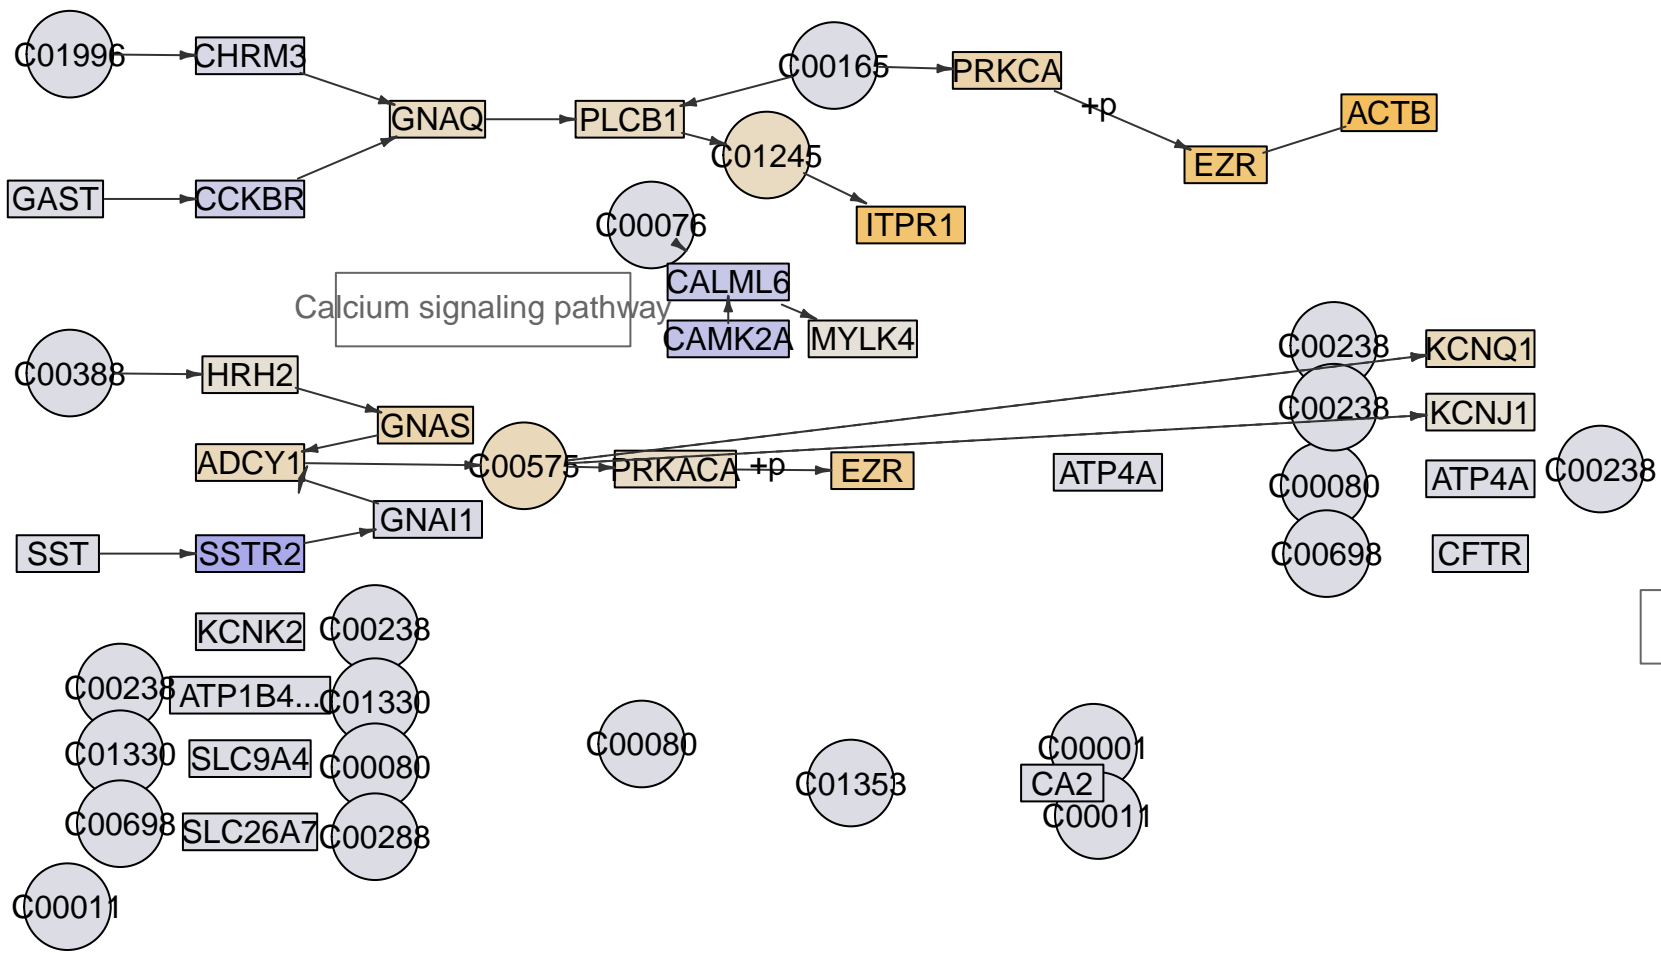 C01996
CHRM3
C00165
PRKCA
+p
ACTB
GNAQ
PLCB1
C01245
EZR
GAST
CCKBR
C00076
ITPR1
CALML6
Calcium signaling pathway
CAMK2A
MYLK4
C00238
KCNQ1
C00388
HRH2
C00238
KCNJ1
GNAS
ADCY1
C00575
PRKACA
+p
EZR
ATP4A
C00080
ATP4A
C00238
GNAI1
SST
SSTR2
C00698
CFTR
KCNK2
C00238
C00238
ATP1B4...
C01330
C01330
SLC9A4
C00080
C00080
C01353
C00001
CA2
C00011
C00698
SLC26A7
C00288
C00011